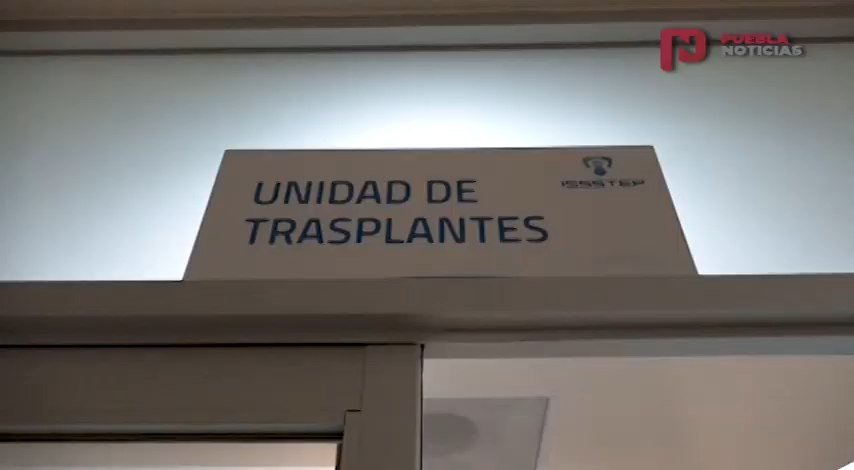 PUEBLA
NOTICIAS
ISSSTEP
UNIDAD DE
TRASPLANTES